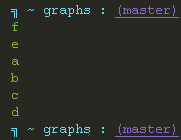 ╗ ~ graphs : (master)
f
e
a
b
c
d
╗ ~ graphs : (master)